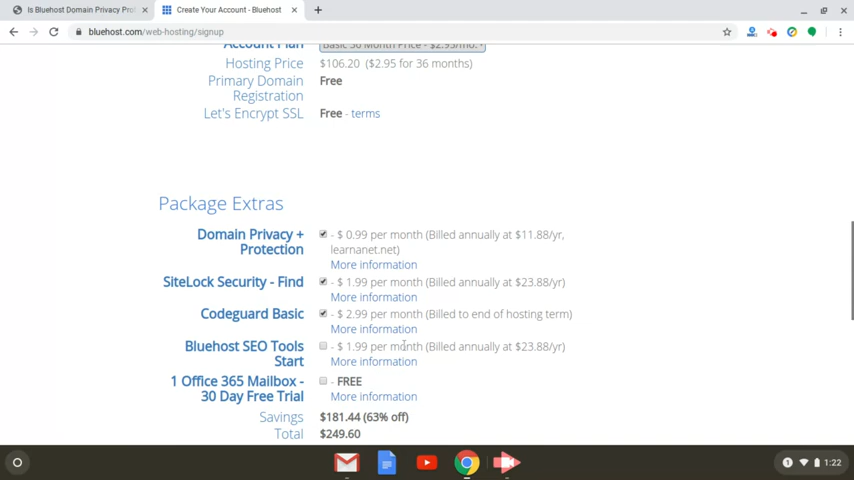 Is Bluehost Domain Privacy Prot
Create Your Account - Bluehost
bluehost.com/web-hosting/signup
Account Plan
Basic 36 Month Price - $2.95/
Hosting Price
$106.20 ($2.95 for 36 months)
Primary Domain
Registration
Free
Let's Encrypt SSL
Free - terms
Package Extras
Domain Privacy +
Protection
- $ 0.99 per month (Billed annually at $11.88/yr,
learnanet.net)
More information
SiteLock Security - Find
- $ 1.99 per month (Billed annually at $23.88/yr)
More information
Codeguard Basic
- $ 2.99 per month (Billed to end of hosting term)
More information
Bluehost SEO Tools
Start
- $ 1.99 per month (Billed annually at $23.88/yr)
More information
1 Office 365 Mailbox -
30 Day Free Trial
- FREE
More information
Savings
$181.44 (63% off)
Total
$249.60
1
1:22